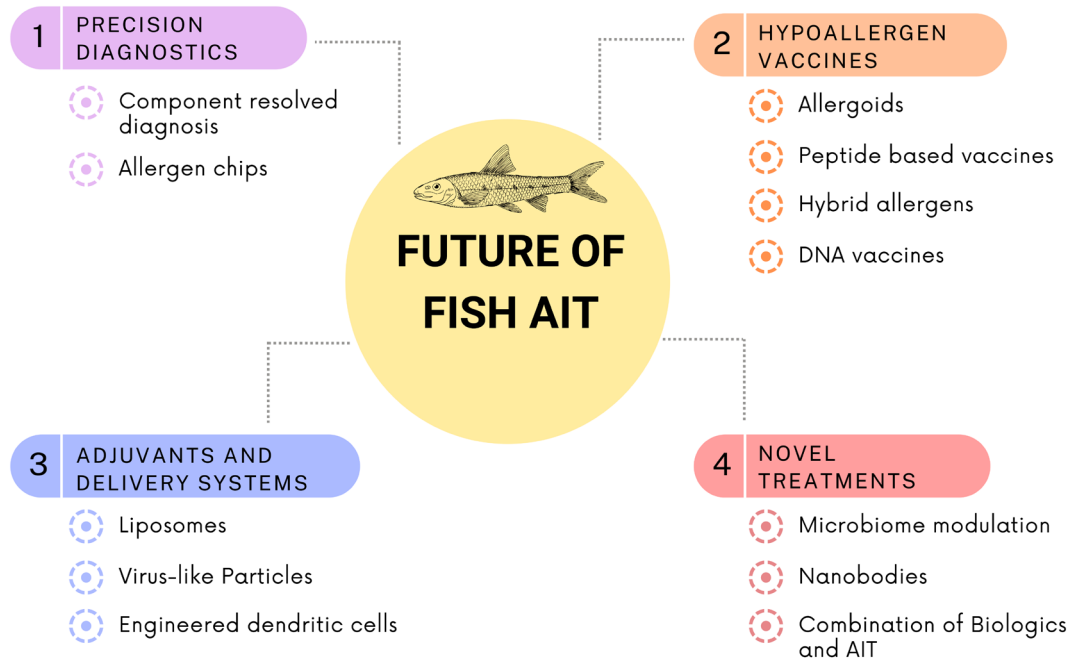 1
PRECISION
DIAGNOSTICS
Component resolved
diagnosis
Allergen chips
2
HYPOALLERGEN
VACCINES
Allergoids
Peptide based vaccines
Hybrid allergens
DNA vaccines
FUTURE OF
FISH AIT
3
ADJUVANTS AND
DELIVERY SYSTEMS
Liposomes
Virus-like Particles
Engineered dendritic cells
4
NOVEL
TREATMENTS
Microbiome modulation
Nanobodies
Combination of Biologics
and AIT